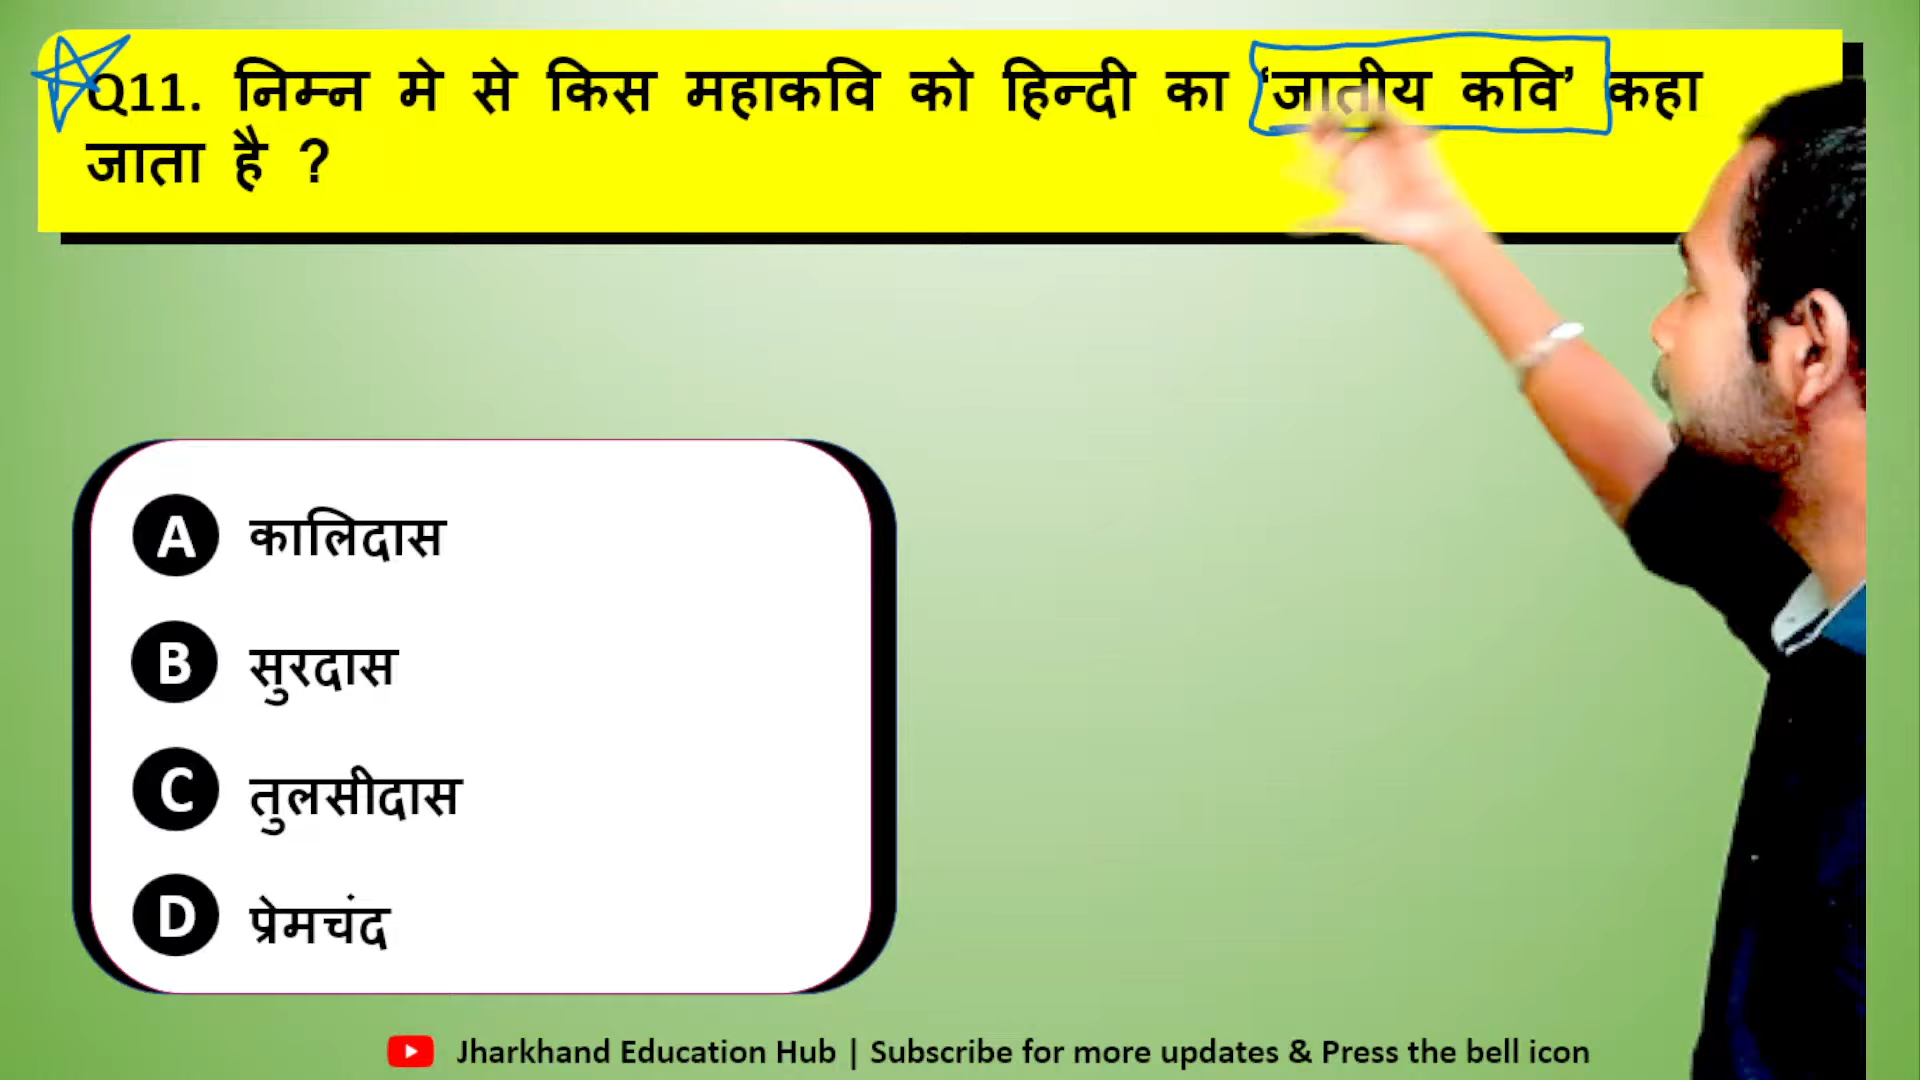 Q11. निम्न मे से किस महाकवि को हिन्दी का ‘जातीय कवि’ कहा
जाता है ?
A कालिदास
B सुरदास
C तुलसीदास
D प्रेमचंद
Jharkhand Education Hub | Subscribe for more updates & Press the bell icon